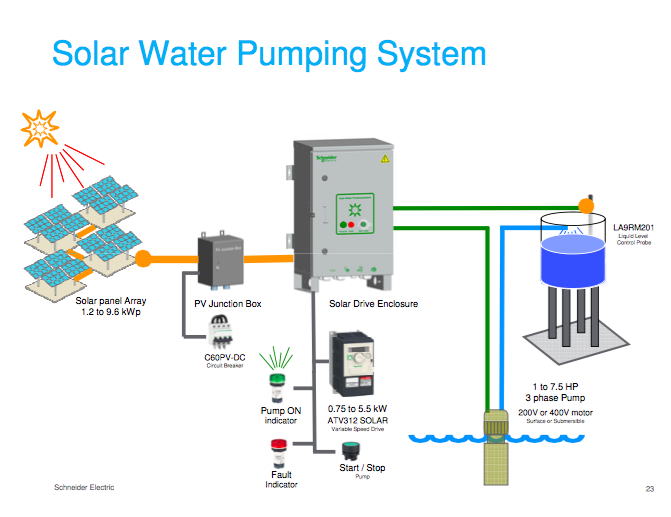 Solar Water Pumping System
Schneider
LA9RM201
Liquid Level
Control Probe
Solar panel Array
1.2 to 9.6 kWp
PV Junction Box
Solar Drive Enclosure
C60PV-DC
Circuit Breaker
Pump ON
indicator
0.75 to 5.5 kW
ATV312 SOLAR
Variable Speed Drive
1 to 7.5 HP
3 phase Pump
200V or 400V motor
Surface or Submersible
Fault
Indicator
Start / Stop
Pump
Schneider Electric
23